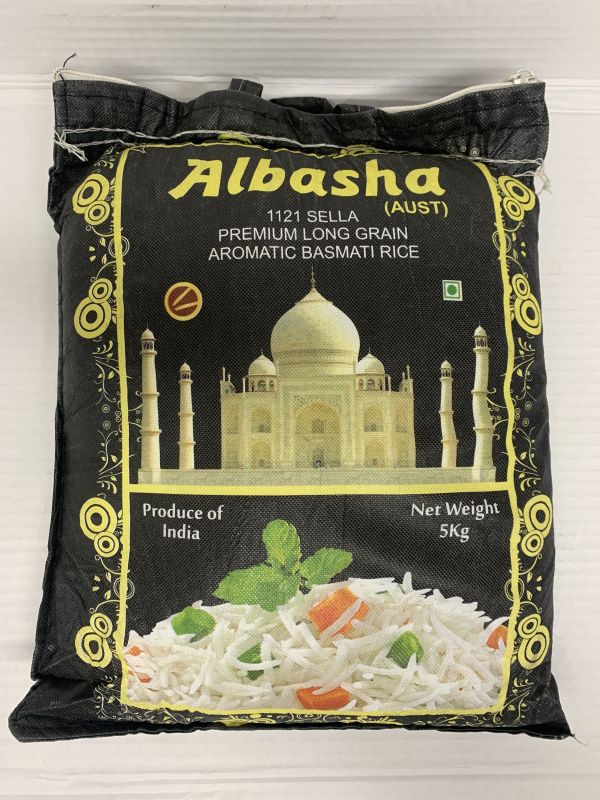 Albasha
(AUST)
1121 SELLA
PREMIUM LONG GRAIN
AROMATIC BASMATI RICE
Produce of
India
Net Weight
5Kg